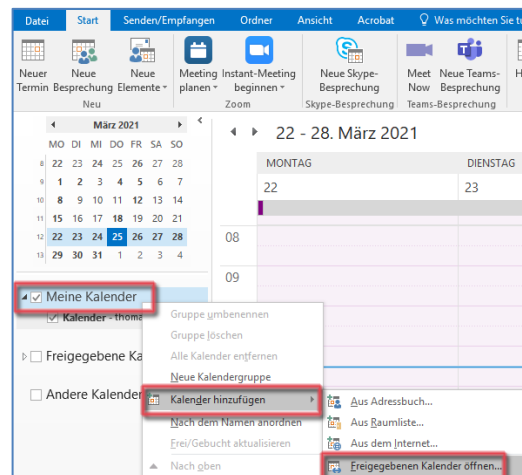 Datei Start Senden/Empfangen Ordner Ansicht Acrobat Was möchten Sie
Neuer Termin
Neue Besprechung
Neue Elemente
Neu
Meeting planen
Instant-Meeting beginnen
Zoom
Neue Skype-Besprechung
Skype-Besprechung
Meet Now
Neue Teams-Besprechung
Teams-Besprechung
März 2021
MO DI MI DO FR SA SO
8 22 23 24 25 26 27 28
9 1 2 3 4 5 6 7
10 8 9 10 11 12 13 14
11 15 16 17 18 19 20 21
12 22 23 24 25 26 27 28
13 29 30 31 1 2 3 4
22 - 28. März 2021
MONTAG DIENSTAG
22 23
08
09
Meine Kalender
Kalender - thoma
Freigegebene Ka
Andere Kalender
Gruppe umbenennen
Gruppe löschen
Alle Kalender entfernen
Neue Kalendergruppe
Kalender hinzufügen
Nach dem Namen anordnen
Frei/Gebucht aktualisieren
Nach oben
Aus Adressbuch...
Aus Raumliste...
Aus dem Internet...
Freigegebenen Kalender öffnen...